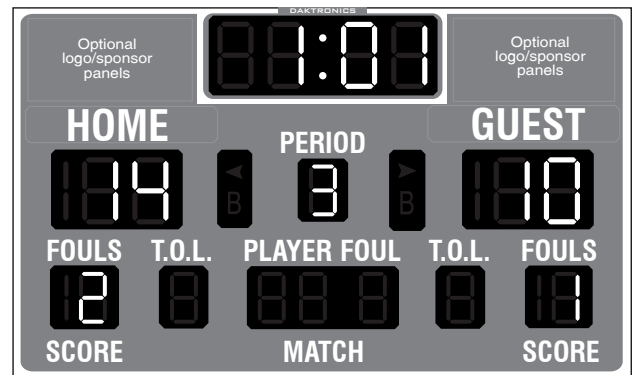 DAKTRONICS
Optional
logo/sponsor
panels
1:01
Optional
logo/sponsor
panels
HOME
PERIOD
GUEST
14
B
3
B
10
FOULS T.O.L. PLAYER FOUL T.O.L. FOULS
2
1
SCORE MATCH SCORE